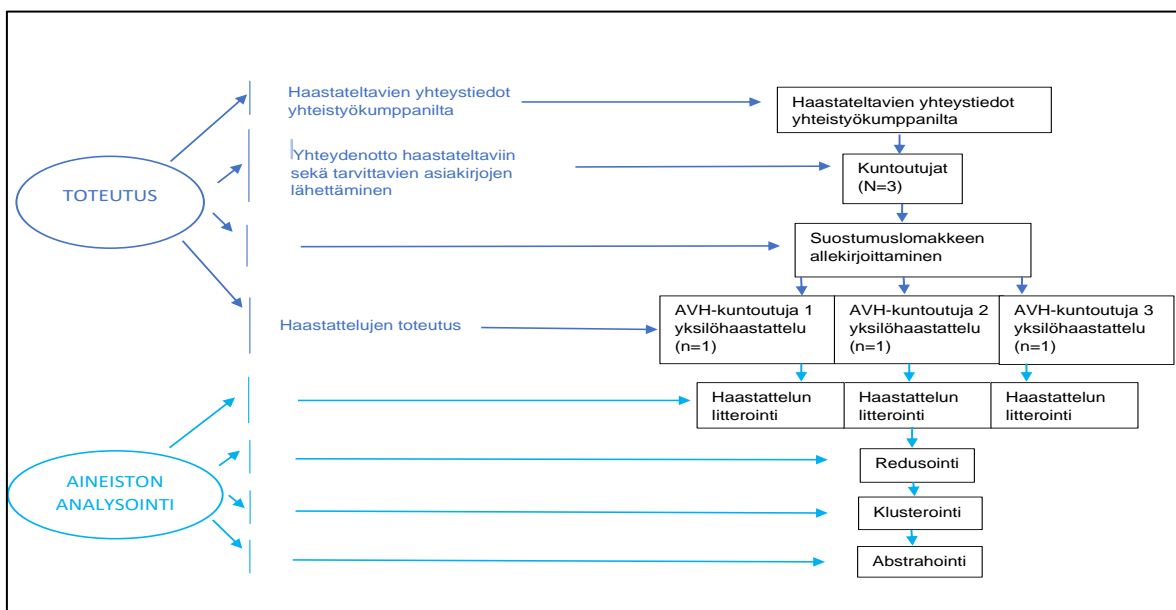 Haastateltavien yhteystiedot
yhteistyökumppanilta
Haastateltavien yhteystiedot
yhteistyökumppanilta
Yhteydenotto haastateltaviin
sekä tarvittavien asiakirjojen
lähettäminen
Kuntoutujat
(N=3)
TOTEUTUS
Suostumuslomakkeen
allekirjoittaminen
Haastattelujen toteutus
AVH-kuntoutuja 1
yksilöhaastattelu
(n=1)
AVH-kuntoutuja 2
yksilöhaastattelu
(n=1)
AVH-kuntoutuja 3
yksilöhaastattelu
(n=1)
Haastattelun
litterointi
Haastattelun
litterointi
Haastattelun
litterointi
AINEISTON
ANALYSOINTI
Redusointi
Klusterointi
Abstrahointi